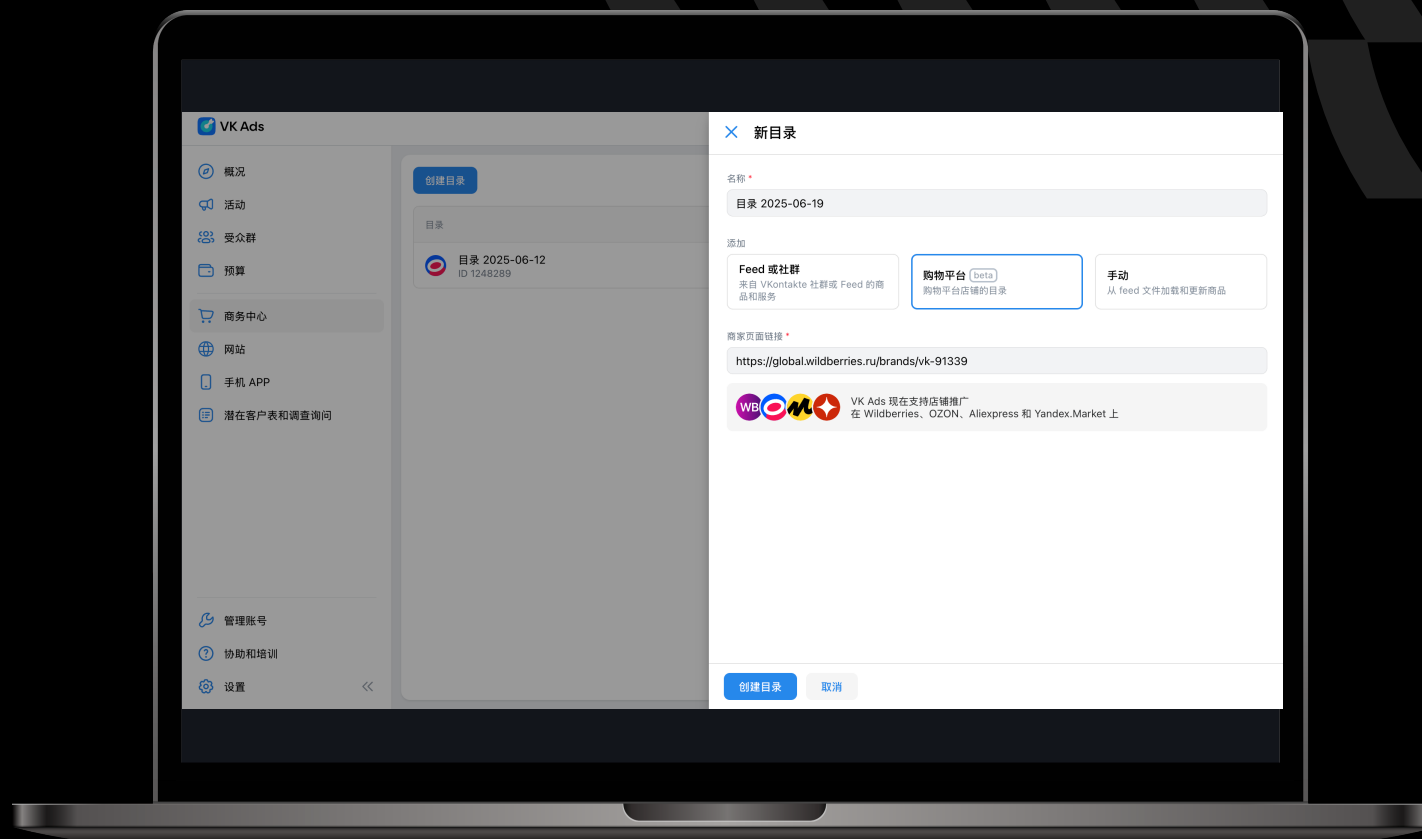 VK Ads
概况
活动
受众群
预算
商务中心
网站
手机 APP
潜在客户表和调查询问
管理账号
协助和培训
设置
创建目录
目录
目录 2025-06-12
ID 1248289
新目录
名称 *
目录 2025-06-19
添加
Feed 或社群
来自 VKontakte 社群或 Feed 的商
品和服务
购物平台 beta
购物平台店铺的目录
手动
从 feed 文件加载和更新商品
商家页面链接 *
https://global.wildberries.ru/brands/vk-91339
WB
VK Ads 现在支持店铺推广
在 Wildberries、OZON、Aliexpress 和 Yandex.Market 上
创建目录
取消